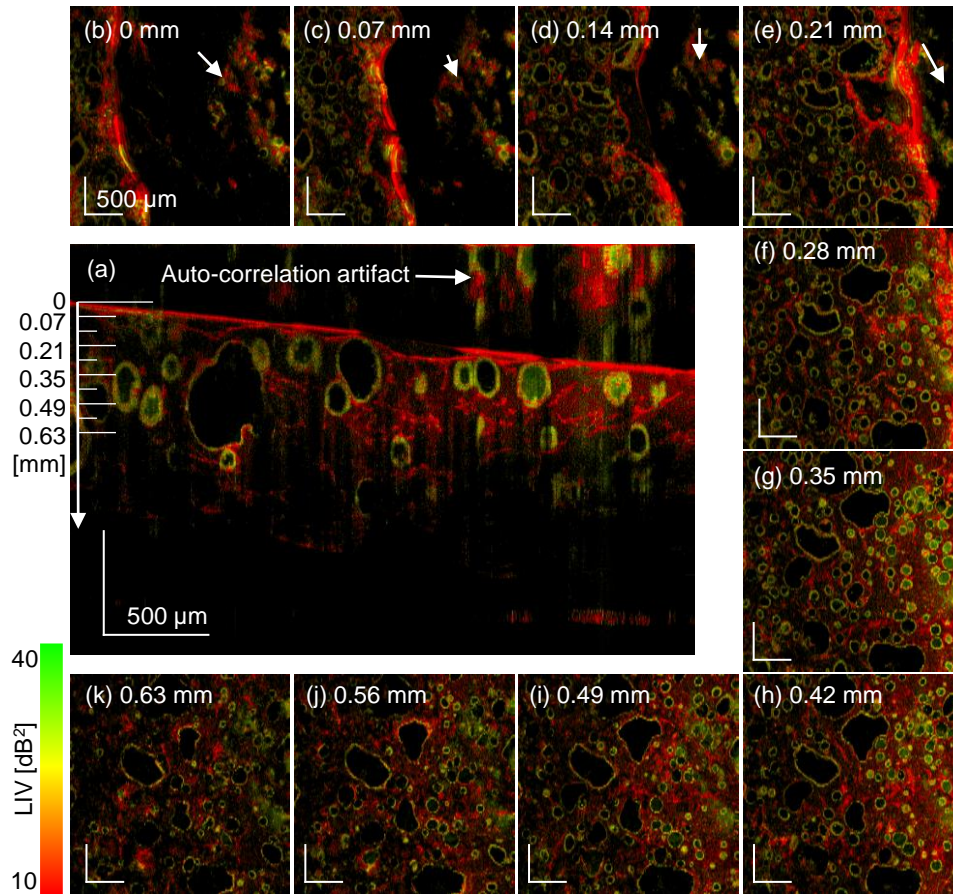 (b) 0 mm
(c) 0.07 mm
(d) 0.14 mm
(e) 0.21 mm
500 µm
(a)
Auto-correlation artifact
0
0.07
0.21
0.35
0.49
0.63
[mm]
500 µm
(f) 0.28 mm
(g) 0.35 mm
40
LIV [dB²]
10
(k) 0.63 mm
(j) 0.56 mm
(i) 0.49 mm
(h) 0.42 mm